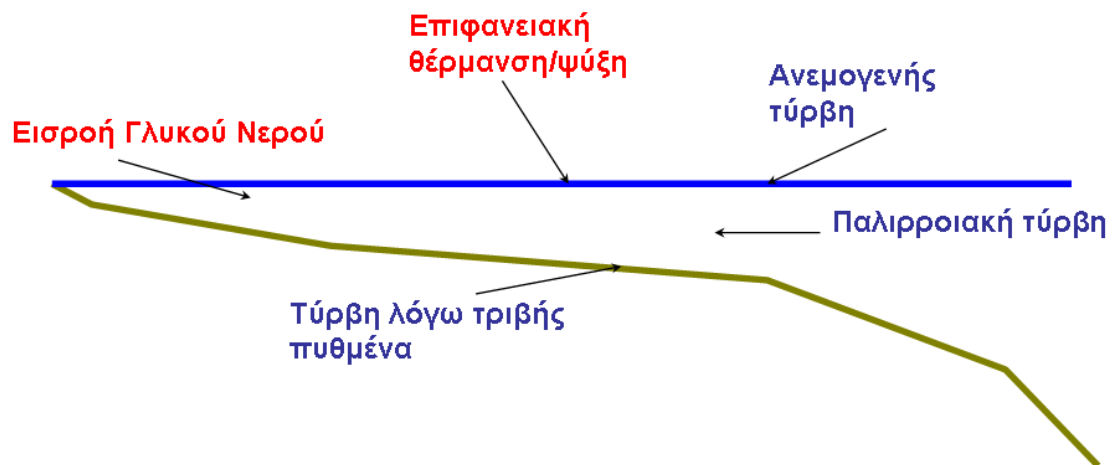 Επιφανειακή
θέρμανση/ψύξη
Ανεμογενής
τύρβη
Εισροή Γλυκού Νερού
Παλιρροιακή τύρβη
Τύρβη λόγω τριβής
πυθμένα